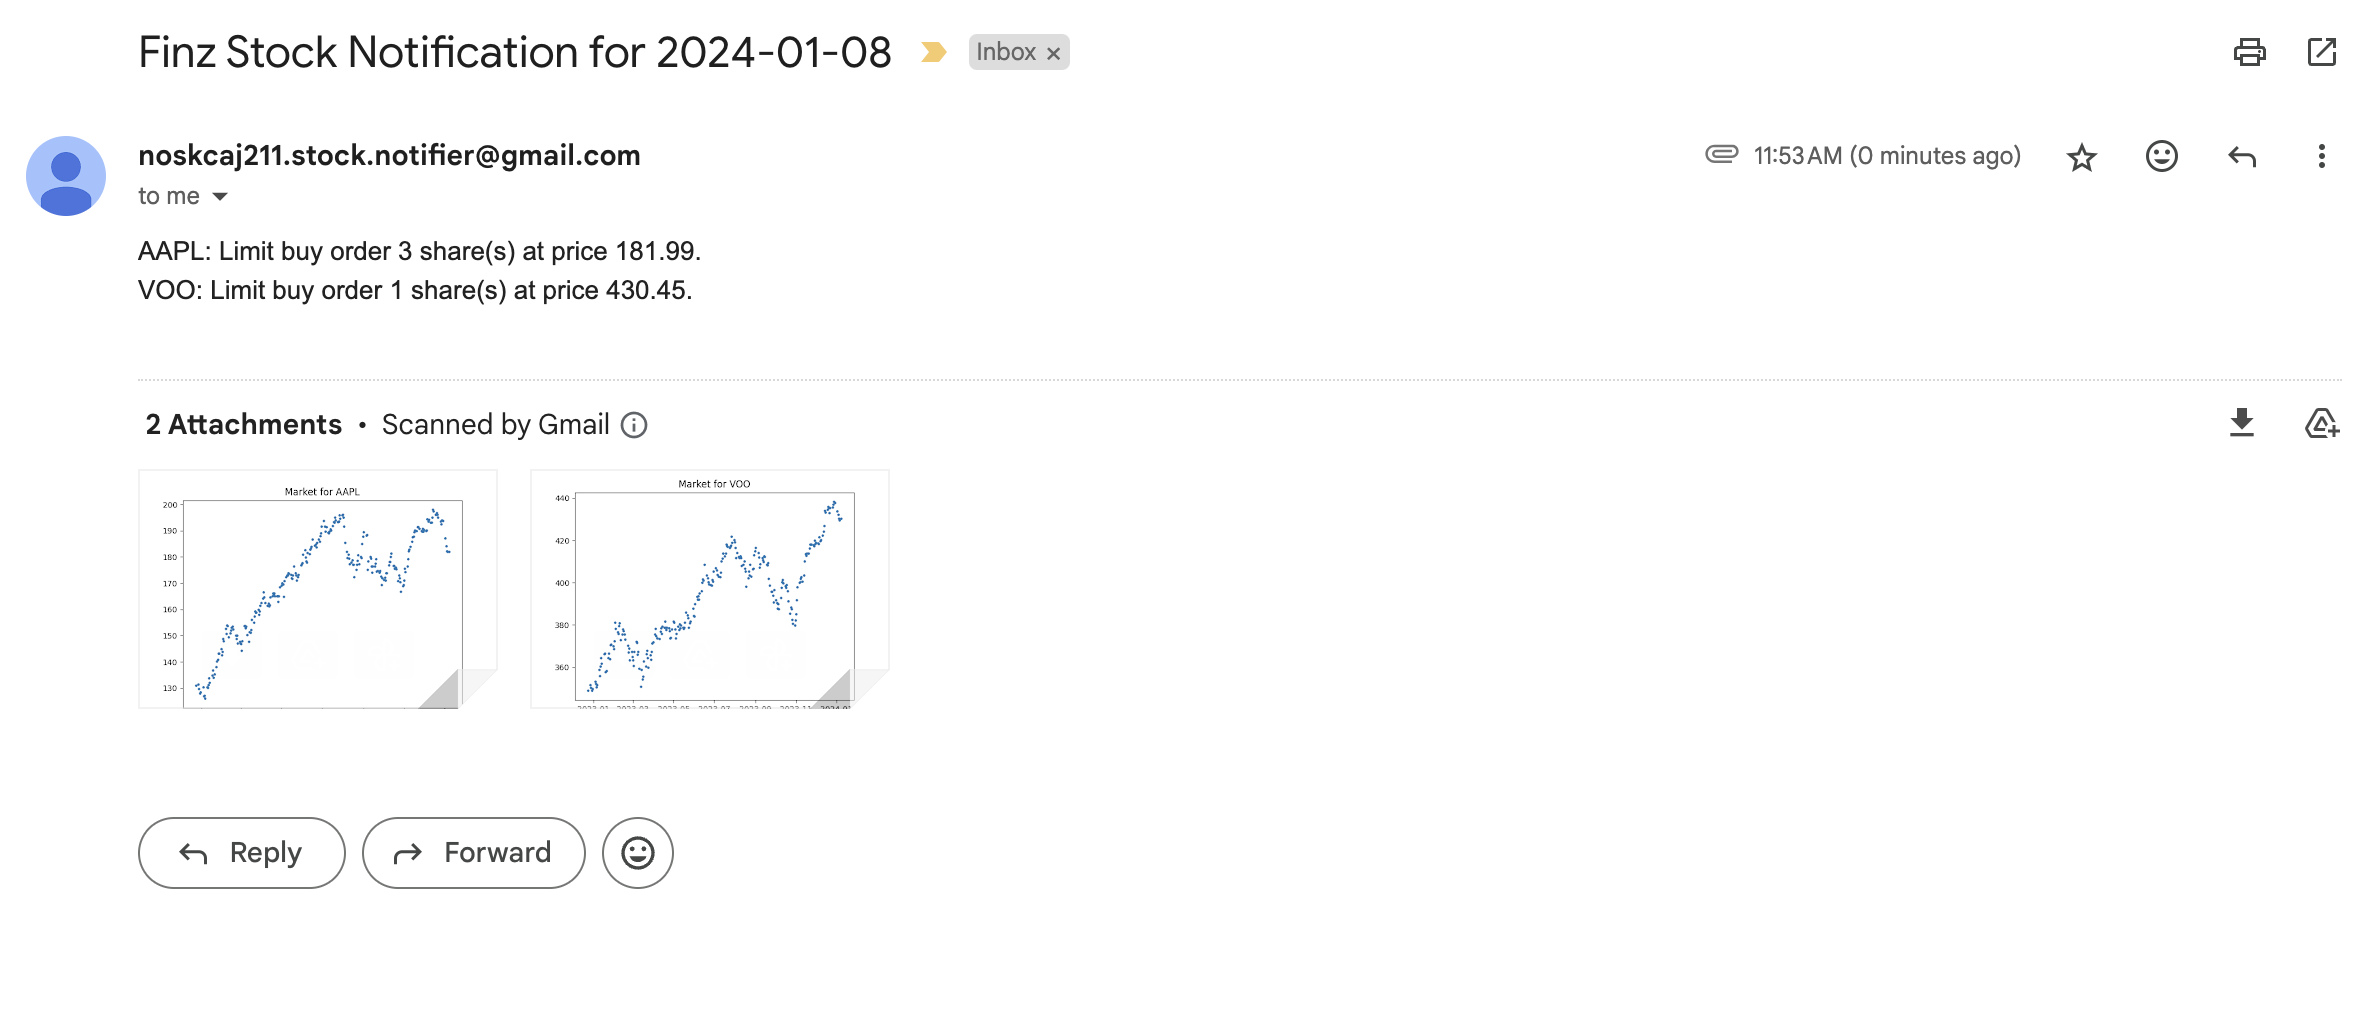 Finz Stock Notification for 2024-01-08
Inbox ×
noskcaj211.stock.notifier@gmail.com
11:53 AM (0 minutes ago)
to me
AAPL: Limit buy order 3 share(s) at price 181.99.
VOO: Limit buy order 1 share(s) at price 430.45.
2 Attachments • Scanned by Gmail
Market for AAPL
200
190
180
170
160
150
140
130
Market for VOO
440
420
400
380
360
Reply
Forward